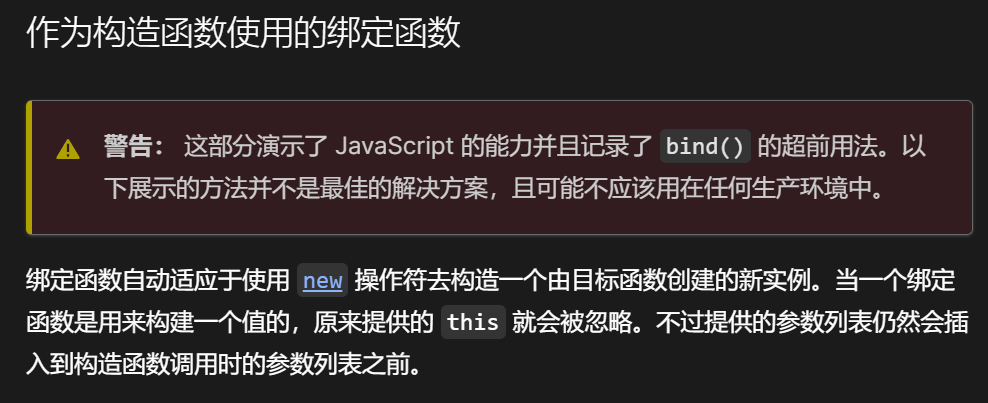 作为构造函数使用的绑定函数
警告： 这部分演示了 JavaScript 的能力并且记录了 bind() 的超前用法。以
下展示的方法并不是最佳的解决方案，且可能不应该用在任何生产环境中。
绑定函数自动适应于使用 new 操作符去构造一个由目标函数创建的新实例。当一个绑定
函数是用来构建一个值的，原来提供的 this 就会被忽略。不过提供的参数列表仍然会插
入到构造函数调用时的参数列表之前。